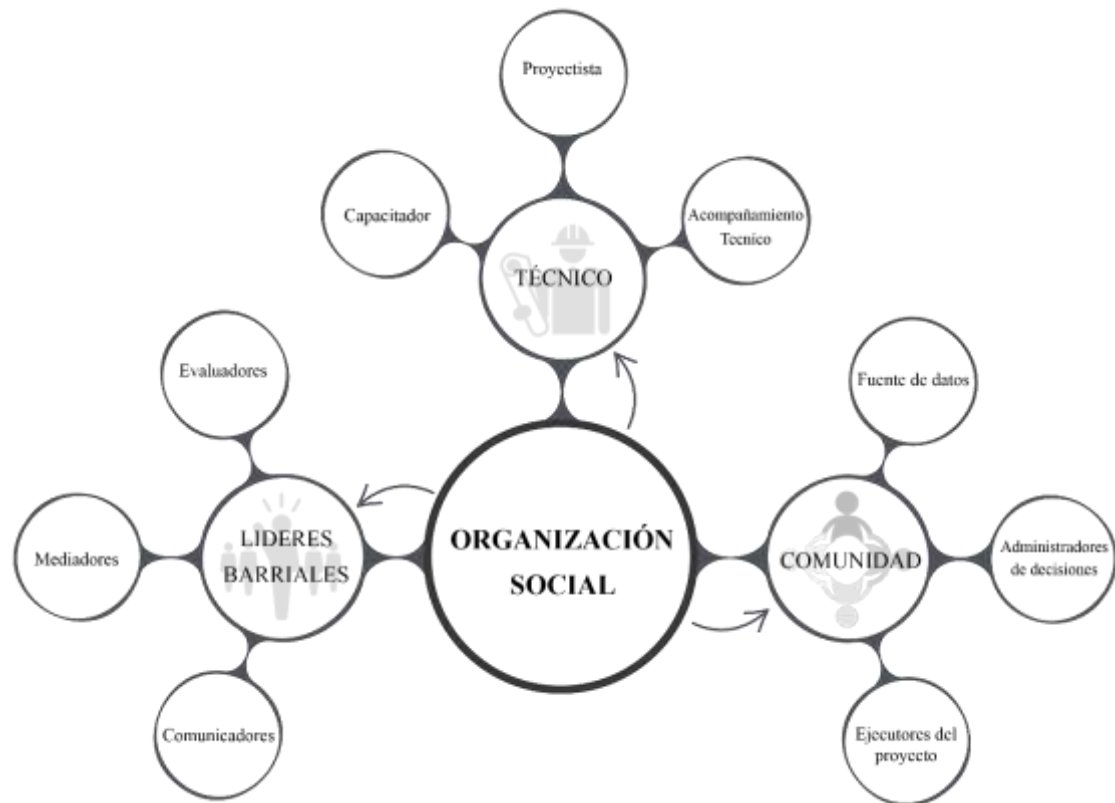 Proyectista
Capacitador
Acompañamiento
Tecnico
TÉCNICO
Evaluadores
Fuente de datos
LIDERES
BARRIALES
Mediadores
ORGANIZACIÓN
SOCIAL
COMUNIDAD
Administradores
de decisiones
Comunicadores
Ejecutores del
proyecto